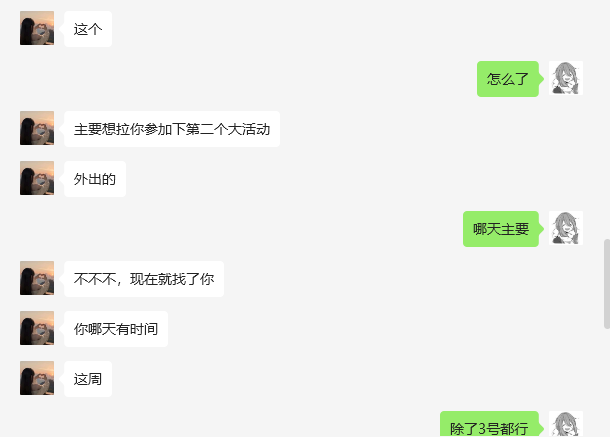 这个
怎么了
主要想拉你参加下第二个大活动
外出的
哪天主要
不不不，现在就找了你
你哪天有时间
这周
除了3号都行